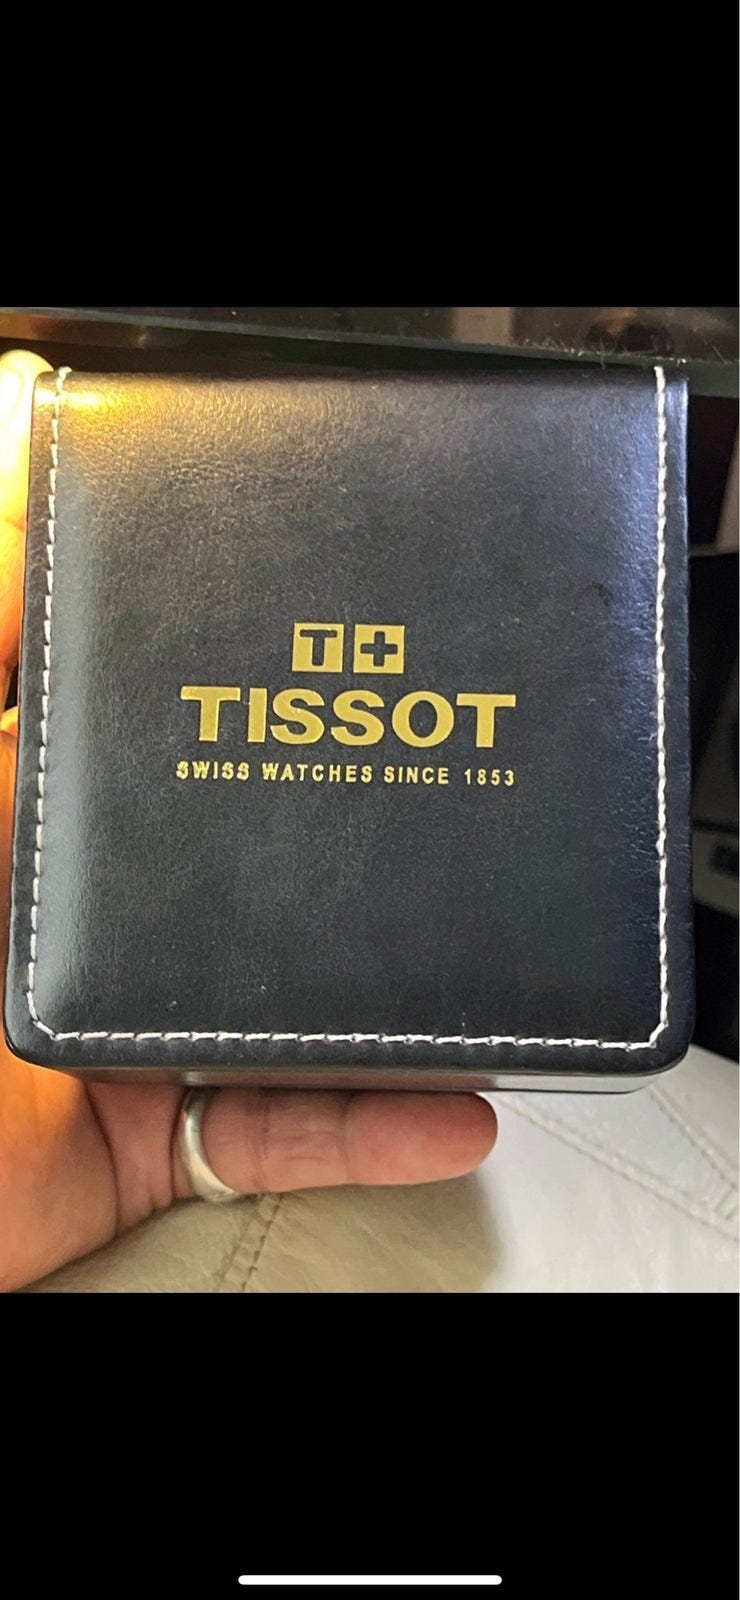 T+
TISSOT
SWISS WATCHES SINCE 1853